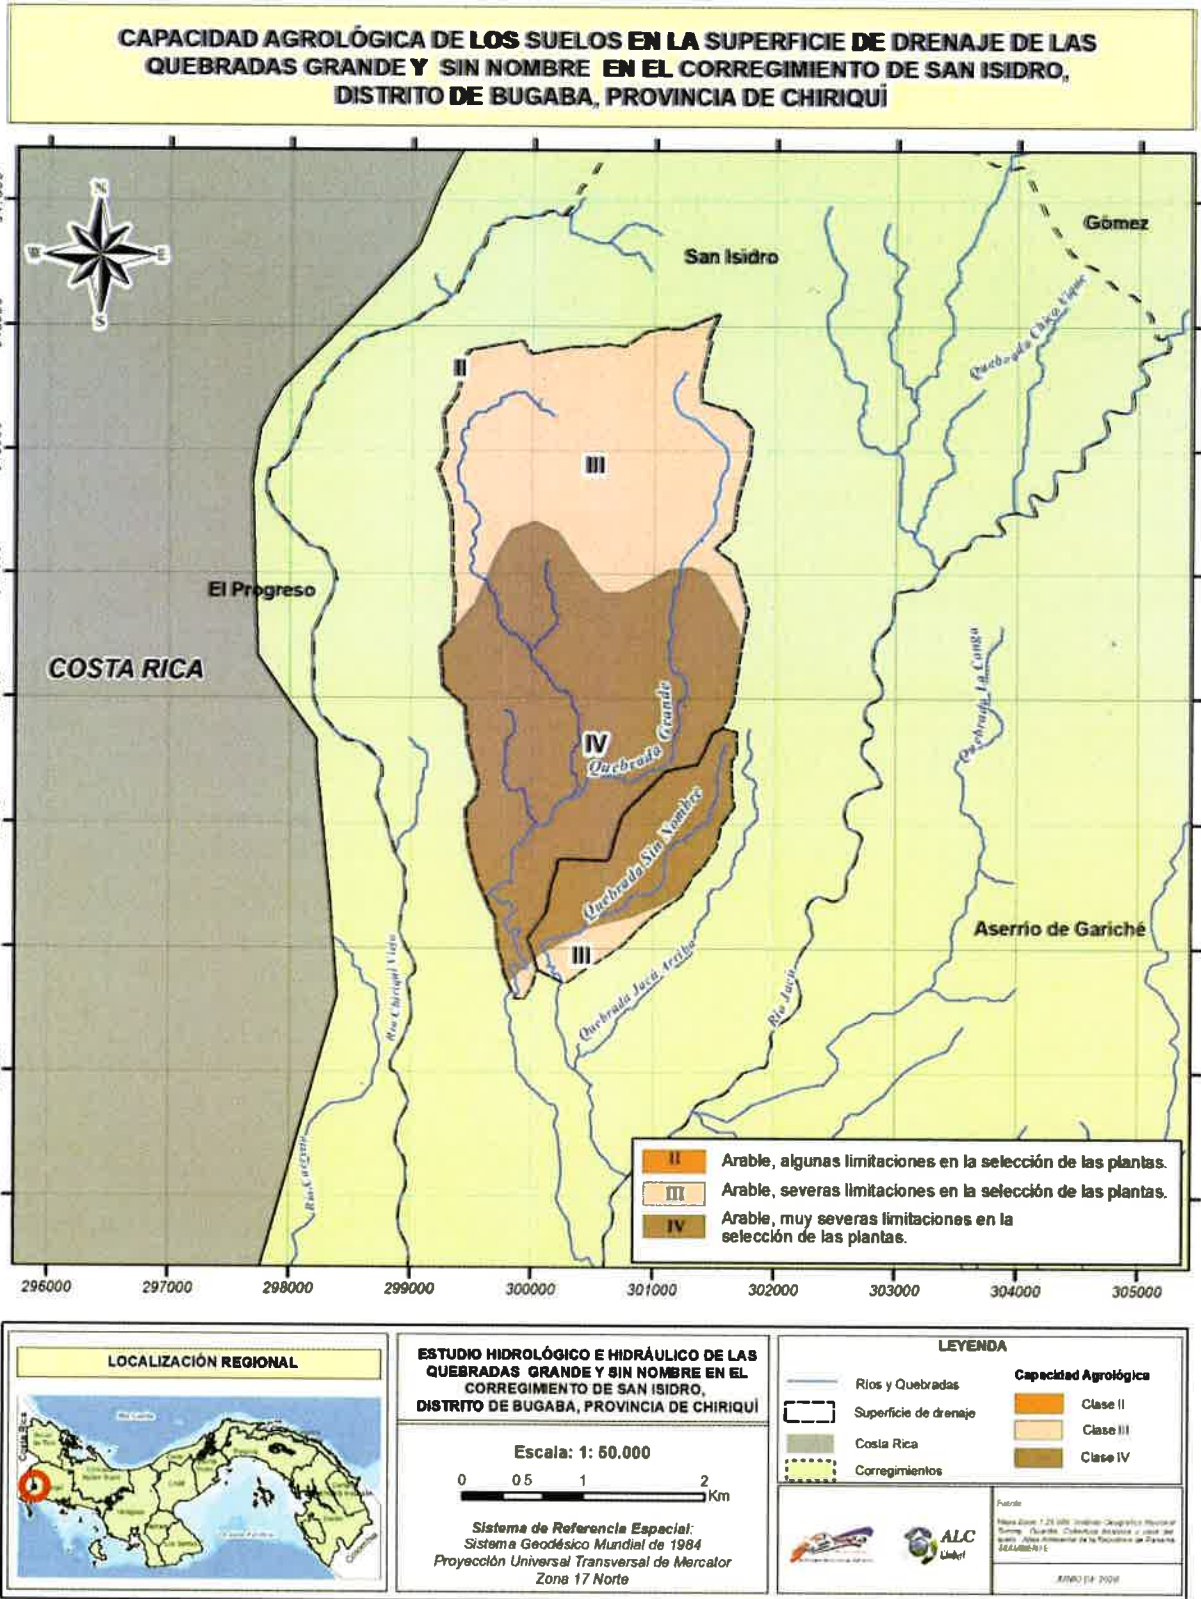 CAPACIDAD AGROLÓGICA DE LOS SUELOS EN LA SUPERFICIE DE DRENAJE DE LAS
QUEBRADAS GRANDE Y SIN NOMBRE EN EL CORREGIMIENTO DE SAN ISIDRO,
DISTRITO DE BUGABA, PROVINCIA DE CHIRIQUÍ
N
W
E
S
Gómez
San Isidro
Quebrada Chico Vique
II
III
El Progreso
COSTA RICA
Quebrada La Conga
IV
Quebrada Grande
Quebrada Sin Nombre
III
Aserrio de Gariché
Río Chiriquí Viejo
Quebrada Jacú Arriba
Río Jacú
II Arable, algunas limitaciones en la selección de las plantas.
III Arable, severas limitaciones en la selección de las plantas.
IV Arable, muy severas limitaciones en la
selección de las plantas.
296000 297000 298000 299000 300000 301000 302000 303000 304000 305000
LOCALIZACIÓN REGIONAL
Costa Rica
Colombia
ESTUDIO HIDROLÓGICO E HIDRÁULICO DE LAS
QUEBRADAS GRANDE Y SIN NOMBRE EN EL
CORREGIMIENTO DE SAN ISIDRO,
DISTRITO DE BUGABA, PROVINCIA DE CHIRIQUÍ
Escala: 1: 50.000
0 0 5 1 2
Km
Sistema de Referencia Espacial:
Sistema Geodésico Mundial de 1984
Proyección Universal Transversal de Mercator
Zona 17 Norte
LEYENDA
Ríos y Quebradas
Superficie de drenaje
Costa Rica
Corregimientos
Capacidad Agrológica
Clase II
Clase III
Clase IV
ALC
Fuente